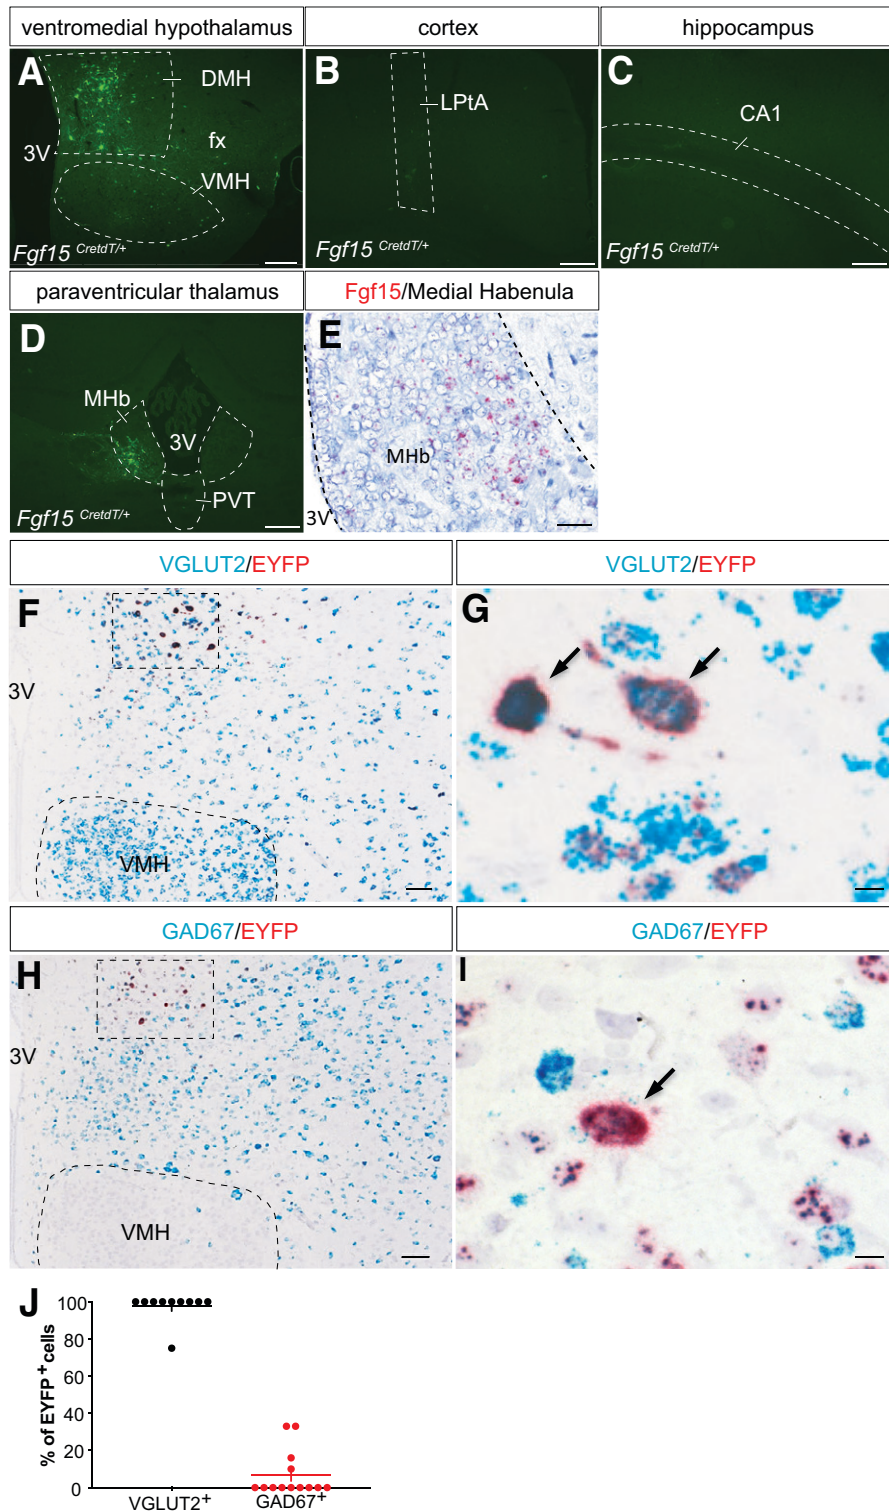 ventromedial hypothalamus
cortex
hippocampus
A
DMH
fx
3V
VMH
Fgf15 CretdT/+
B
LPtA
Fgf15 CretdT/+
C
CA1
Fgf15 CretdT/+
paraventricular thalamus
Fgf15/Medial Habenula
D
MHb
3V
PVT
Fgf15 CretdT/+
E
MHb
3V
VGLUT2/EYFP
VGLUT2/EYFP
F
3V
VMH
G
GAD67/EYFP
GAD67/EYFP
H
3V
VMH
I
J
% of EYFP+cells
100
80
60
40
20
0
VGLUT2+
GAD67+